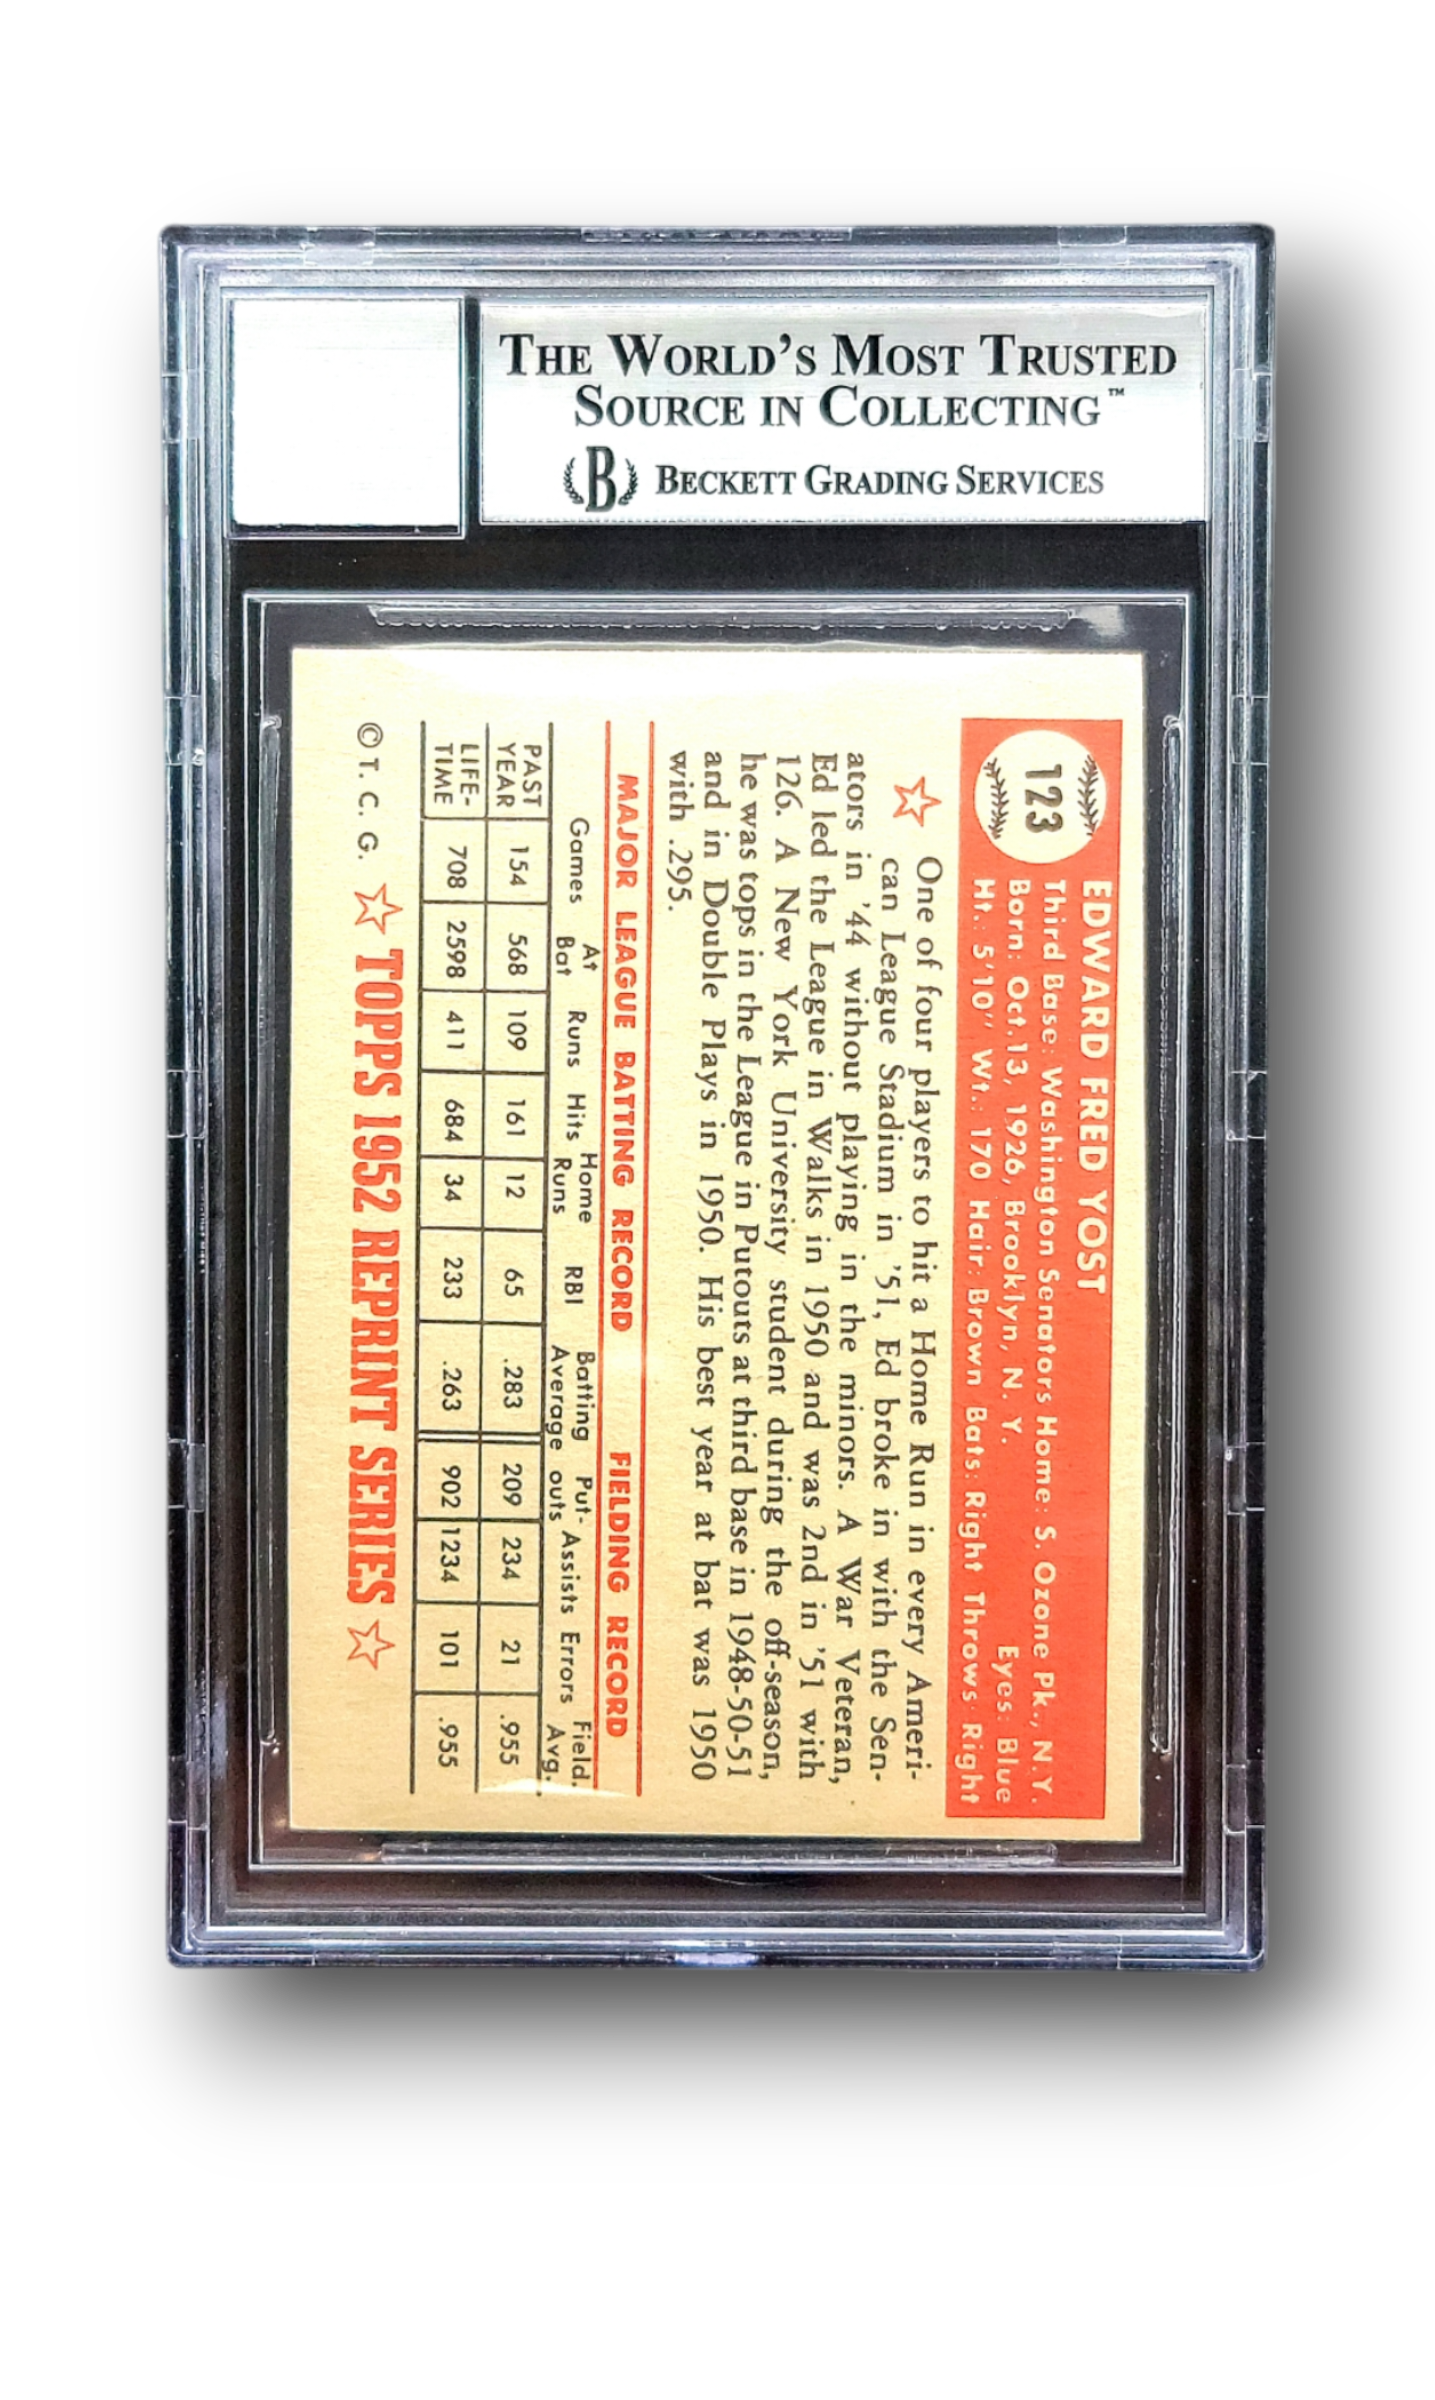 THE WORLD'S MOST TRUSTED
SOURCE IN COLLECTING™
B BECKETT GRADING SERVICES
123
EDWARD FRED YOST
Third Base: Washington Senators Home: S. Ozone Pk., N.Y.
Born: Oct. 13, 1926, Brooklyn, N. Y. Eyes: Blue
Ht.: 5'10" Wt.: 170 Hair: Brown Bats: Right Throws: Right
One of four players to hit a Home Run in every Ameri-
can League Stadium in '51, Ed broke in with the Sen-
ators in '44 without playing in the minors. A War Veteran,
Ed led the League in Walks in 1950 and was 2nd in '51 with
126. A New York University student during the off-season,
he was tops in the League in Putouts at third base in 1948-50-51
and in Double Plays in 1950. His best year at bat was 1950
with .295.
MAJOR LEAGUE BATTING RECORD FIELDING RECORD
Games At Bat Runs Hits Home Runs RBI Batting Average Put-outs Assists Errors Field. Avg.
PAST YEAR 154 568 109 161 12 65 .283 209 234 21 .955
LIFE-TIME 708 2598 411 684 34 233 .263 902 1234 101 .955
© T. C. G. TOPPS 1952 REPRINT SERIES